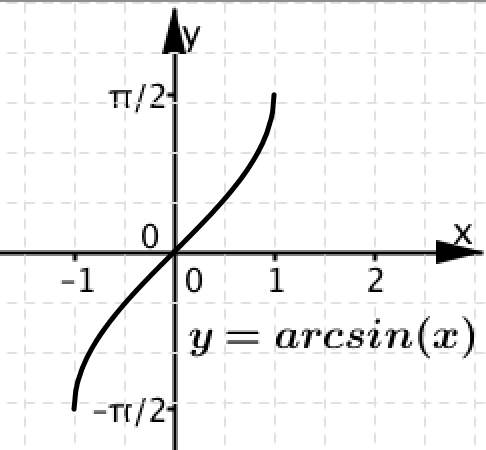 y
π/2
0
x
-1
0
1
2
y = arcsin(x)
-π/2